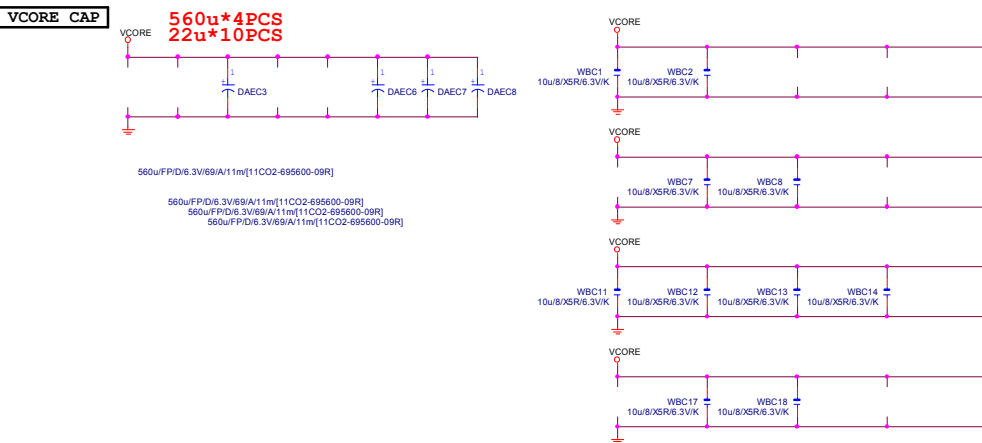 VCORE CAP
560u*4PCS
22u*10PCS
VCORE
1
1
1
1
+
+
+
+
DAEC3
DAEC6
DAEC7
DAEC8
560u/FP/D/6.3V/69/A/11m/[11CO2-695600-09R]
560u/FP/D/6.3V/69/A/11m/[11CO2-695600-09R]
560u/FP/D/6.3V/69/A/11m/[11CO2-695600-09R]
560u/FP/D/6.3V/69/A/11m/[11CO2-695600-09R]
VCORE
WBC1
10u/8/X5R/6.3V/K
WBC2
10u/8/X5R/6.3V/K
VCORE
WBC7
10u/8/X5R/6.3V/K
WBC8
10u/8/X5R/6.3V/K
VCORE
WBC11
10u/8/X5R/6.3V/K
WBC12
10u/8/X5R/6.3V/K
WBC13
10u/8/X5R/6.3V/K
WBC14
10u/8/X5R/6.3V/K
VCORE
WBC17
10u/8/X5R/6.3V/K
WBC18
10u/8/X5R/6.3V/K